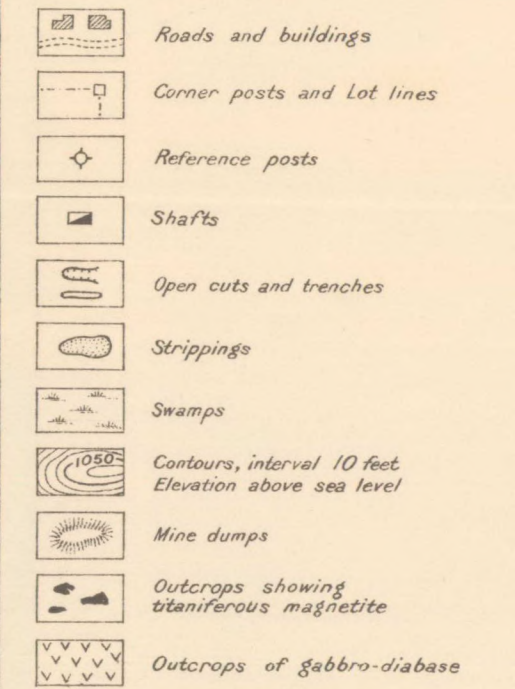 Roads and buildings
Corner posts and Lot lines
Reference posts
Shafts
Open cuts and trenches
Strippings
Swamps
1050
Contours, interval 10 feet
Elevation above sea level
Mine dumps
Outcrops showing
titaniferous magnetite
Outcrops of gabbro-diabase